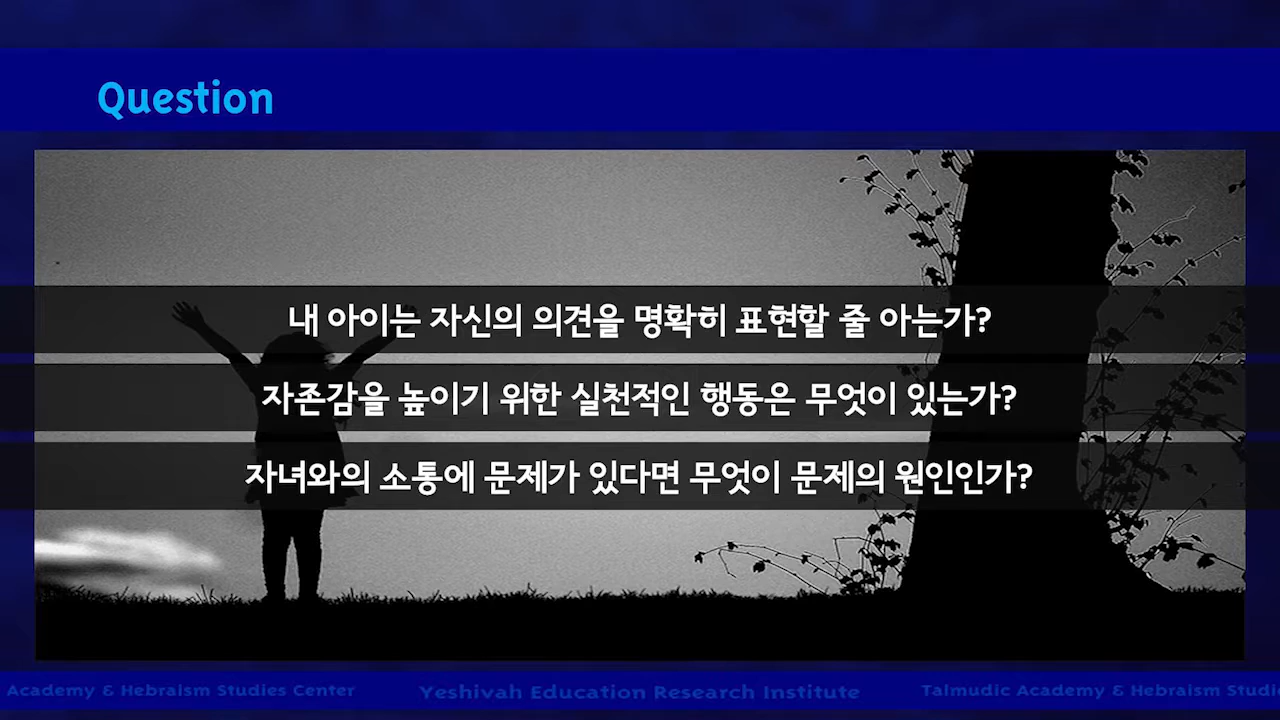 Question
내 아이는 자신의 의견을 명확히 표현할 줄 아는가?
자존감을 높이기 위한 실천적인 행동은 무엇이 있는가?
자녀와의 소통에 문제가 있다면 무엇이 문제의 원인인가?
Academy & Hebraism Studies Center Yeshivah Education Research Institute Talmudic Academy & Hebraism